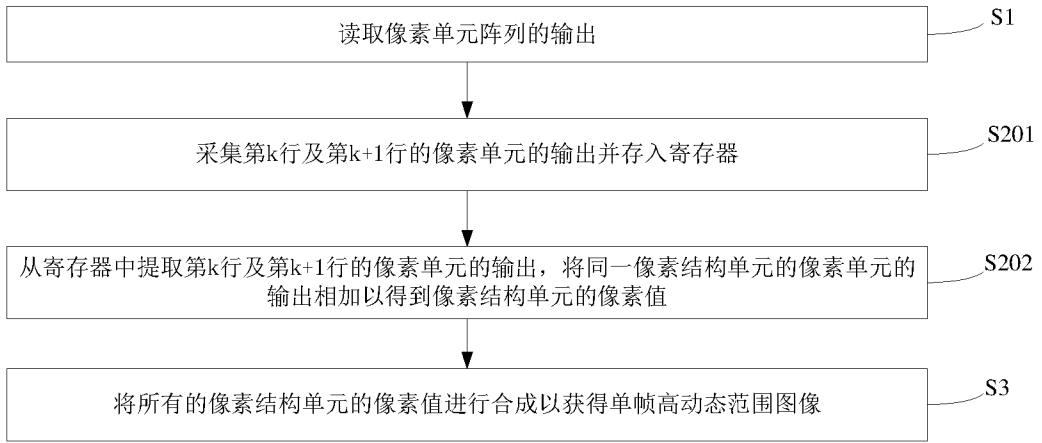 读取像素单元阵列的输出
S1
采集第k行及第k+1行的像素单元的输出并存入寄存器
S201
从寄存器中提取第k行及第k+1行的像素单元的输出，将同一像素结构单元的像素单元的
输出相加以得到像素结构单元的像素值
S202
将所有的像素结构单元的像素值进行合成以获得单帧高动态范围图像
S3